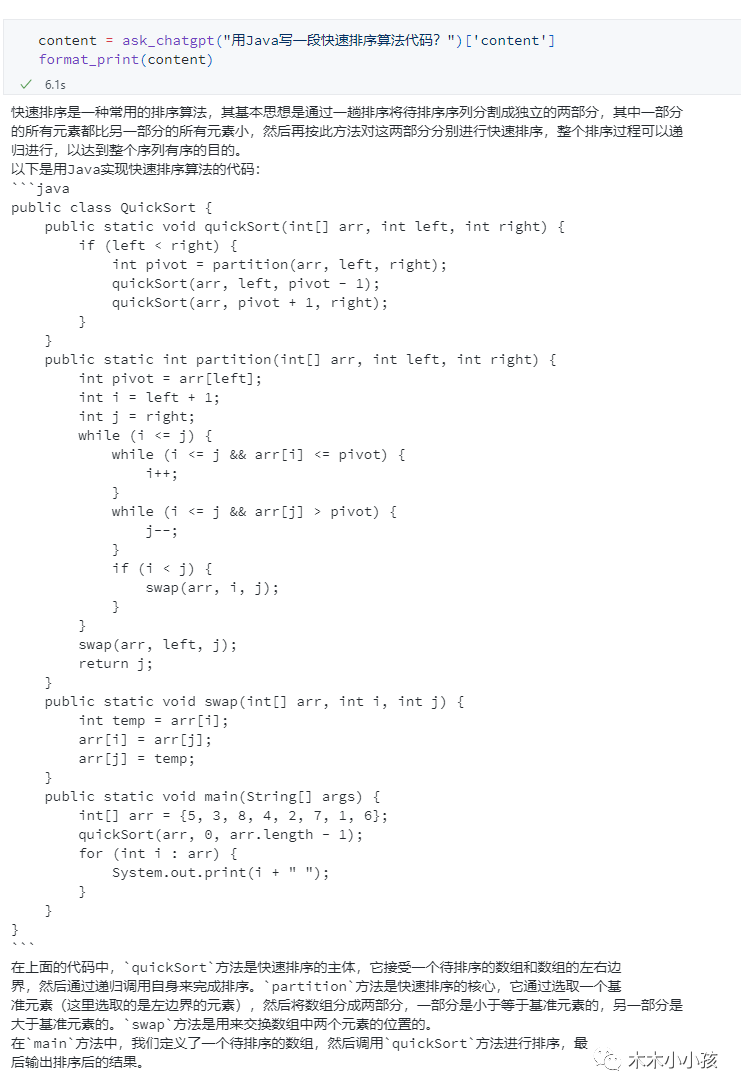 content = ask_chatgpt("用Java写一段快速排序算法代码？")['content']
format_print(content)
6.1s
快速排序是一种常用的排序算法，其基本思想是通过一趟排序将待排序序列分割成独立的两部分，其中一部分
的所有元素都比另一部分的所有元素小，然后再按此方法对这两部分分别进行快速排序，整个排序过程可以递
归进行，以达到整个序列有序的目的。
以下是用Java实现快速排序算法的代码：
```java
public class QuickSort {
    public static void quickSort(int[] arr, int left, int right) {
        if (left < right) {
            int pivot = partition(arr, left, right);
            quickSort(arr, left, pivot - 1);
            quickSort(arr, pivot + 1, right);
        }
    }
    public static int partition(int[] arr, int left, int right) {
        int pivot = arr[left];
        int i = left + 1;
        int j = right;
        while (i <= j) {
            while (i <= j && arr[i] <= pivot) {
                i++;
            }
            while (i <= j && arr[j] > pivot) {
                j--;
            }
            if (i < j) {
                swap(arr, i, j);
            }
        }
        swap(arr, left, j);
        return j;
    }
    public static void swap(int[] arr, int i, int j) {
        int temp = arr[i];
        arr[i] = arr[j];
        arr[j] = temp;
    }
    public static void main(String[] args) {
        int[] arr = {5, 3, 8, 4, 2, 7, 1, 6};
        quickSort(arr, 0, arr.length - 1);
        for (int i : arr) {
            System.out.print(i + " ");
        }
    }
}
```
在上面的代码中，`quickSort`方法是快速排序的主体，它接受一个待排序的数组和数组的左右边
界，然后通过递归调用自身来完成排序。`partition`方法是快速排序的核心，它通过选取一个基
准元素（这里选取的是左边界的元素），然后将数组分成两部分，一部分是小于等于基准元素的，另一部分是
大于基准元素的。`swap`方法是用来交换数组中两个元素的位置的。
在`main`方法中，我们定义了一个待排序的数组，然后调用`quickSort`方法进行排序，最
后输出排序后的结果。
木木小小孩